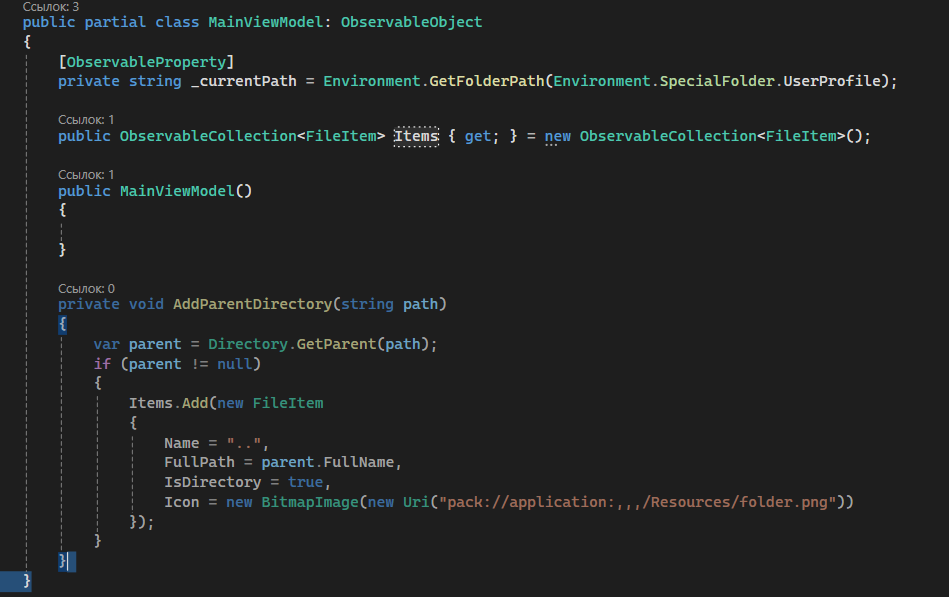 Ссылок: 3
public partial class MainViewModel: ObservableObject
{
[ObservableProperty]
private string _currentPath = Environment.GetFolderPath(Environment.SpecialFolder.UserProfile);
Ссылок: 1
public ObservableCollection<FileItem> Items { get; } = new ObservableCollection<FileItem>();
Ссылок: 1
public MainViewModel()
{
}
Ссылок: 0
private void AddParentDirectory(string path)
{
var parent = Directory.GetParent(path);
if (parent != null)
{
Items.Add(new FileItem
{
Name = "..",
FullPath = parent.FullName,
IsDirectory = true,
Icon = new BitmapImage(new Uri("pack://application:,,,/Resources/folder.png"))
});
}
}
}